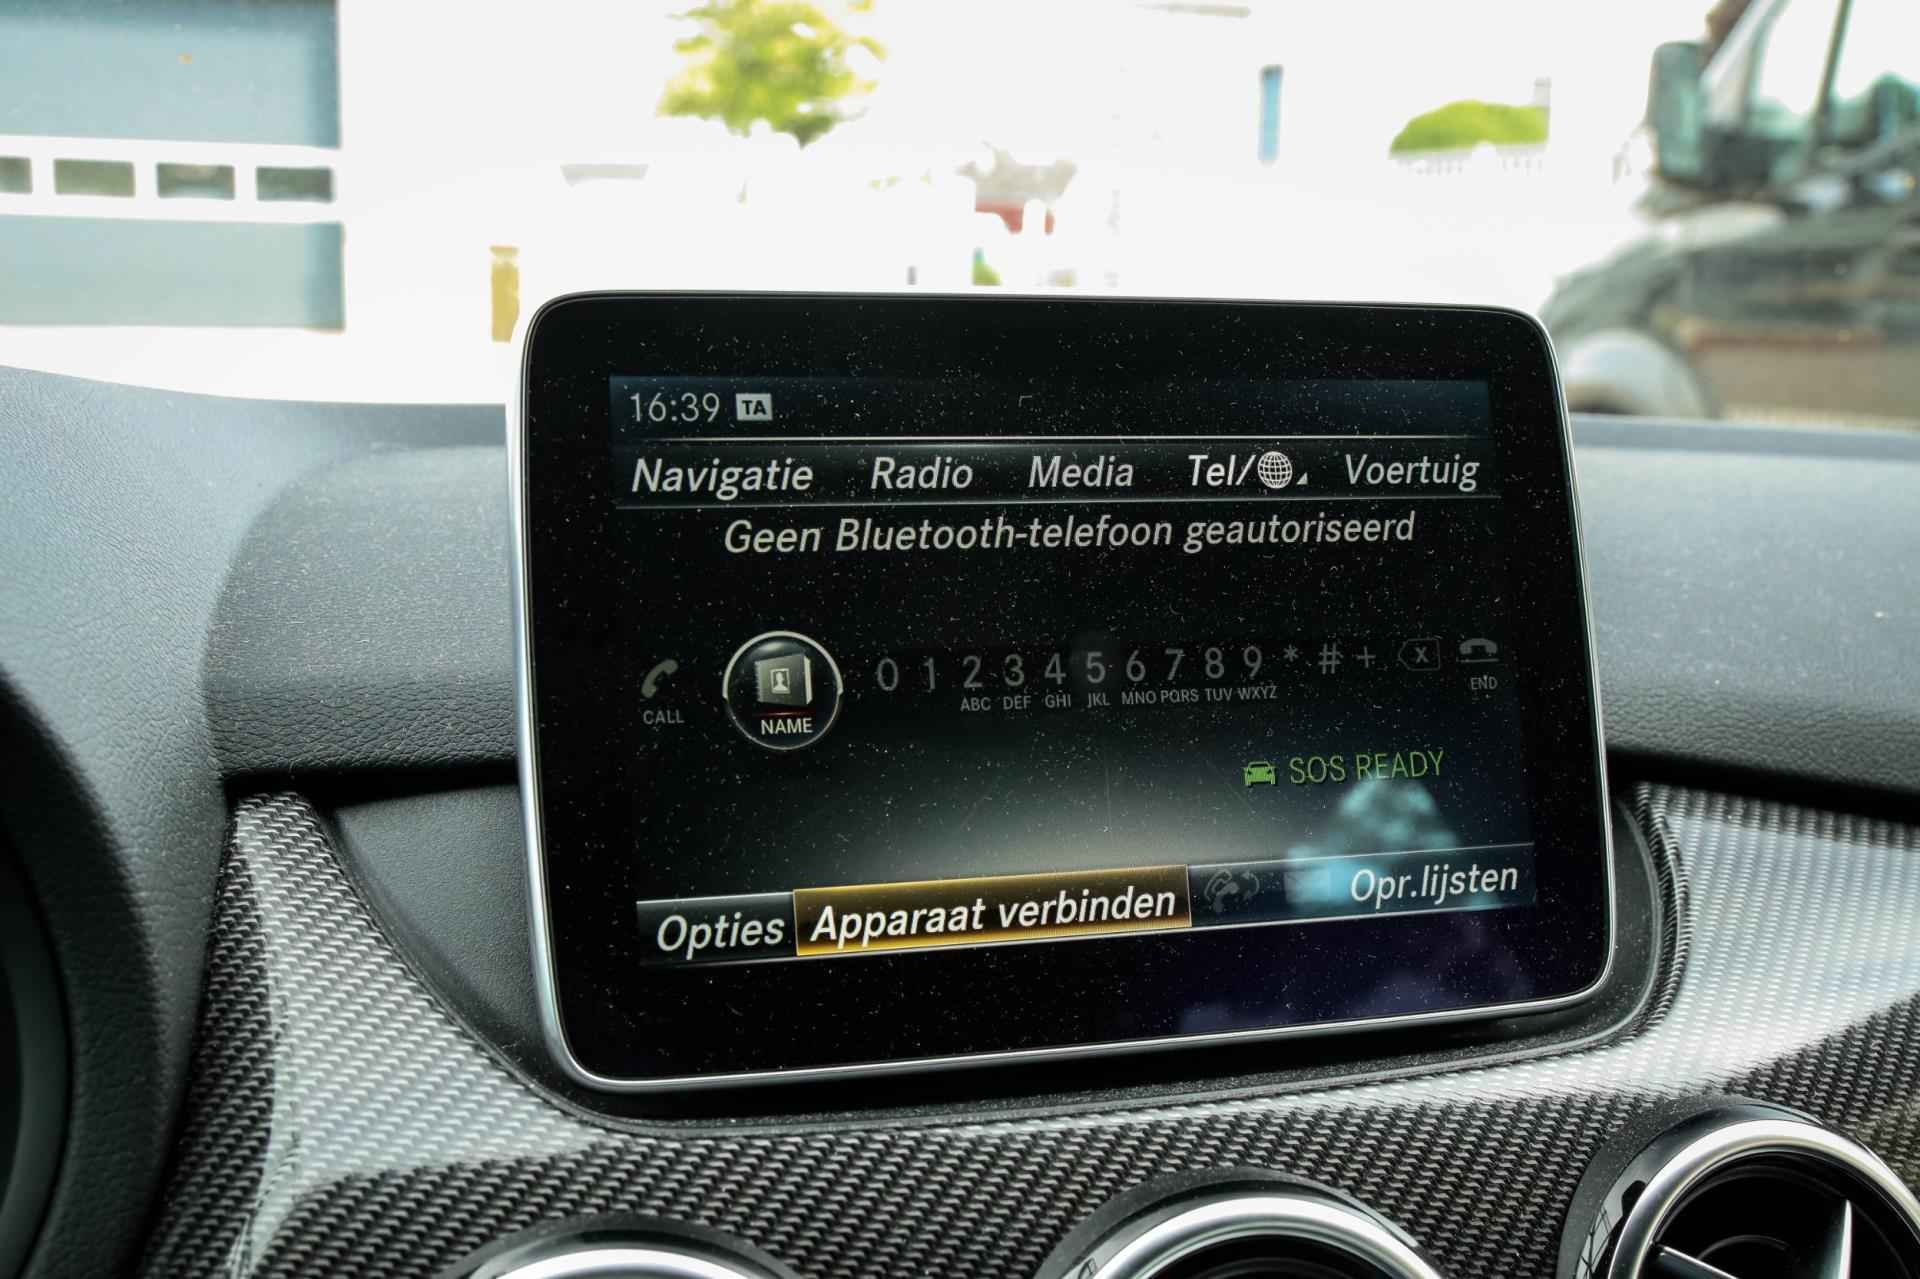 16:39 TA
Navigatie Radio Media Tel/ Voertuig
Geen Bluetooth-telefoon geautoriseerd
CALL NAME 0 1 2 3 4 5 6 7 8 9 * # + X END
ABC DEF GHI JKL MNO PQRS TUV WXYZ
SOS READY
Opties Apparaat verbinden Opr.lijsten